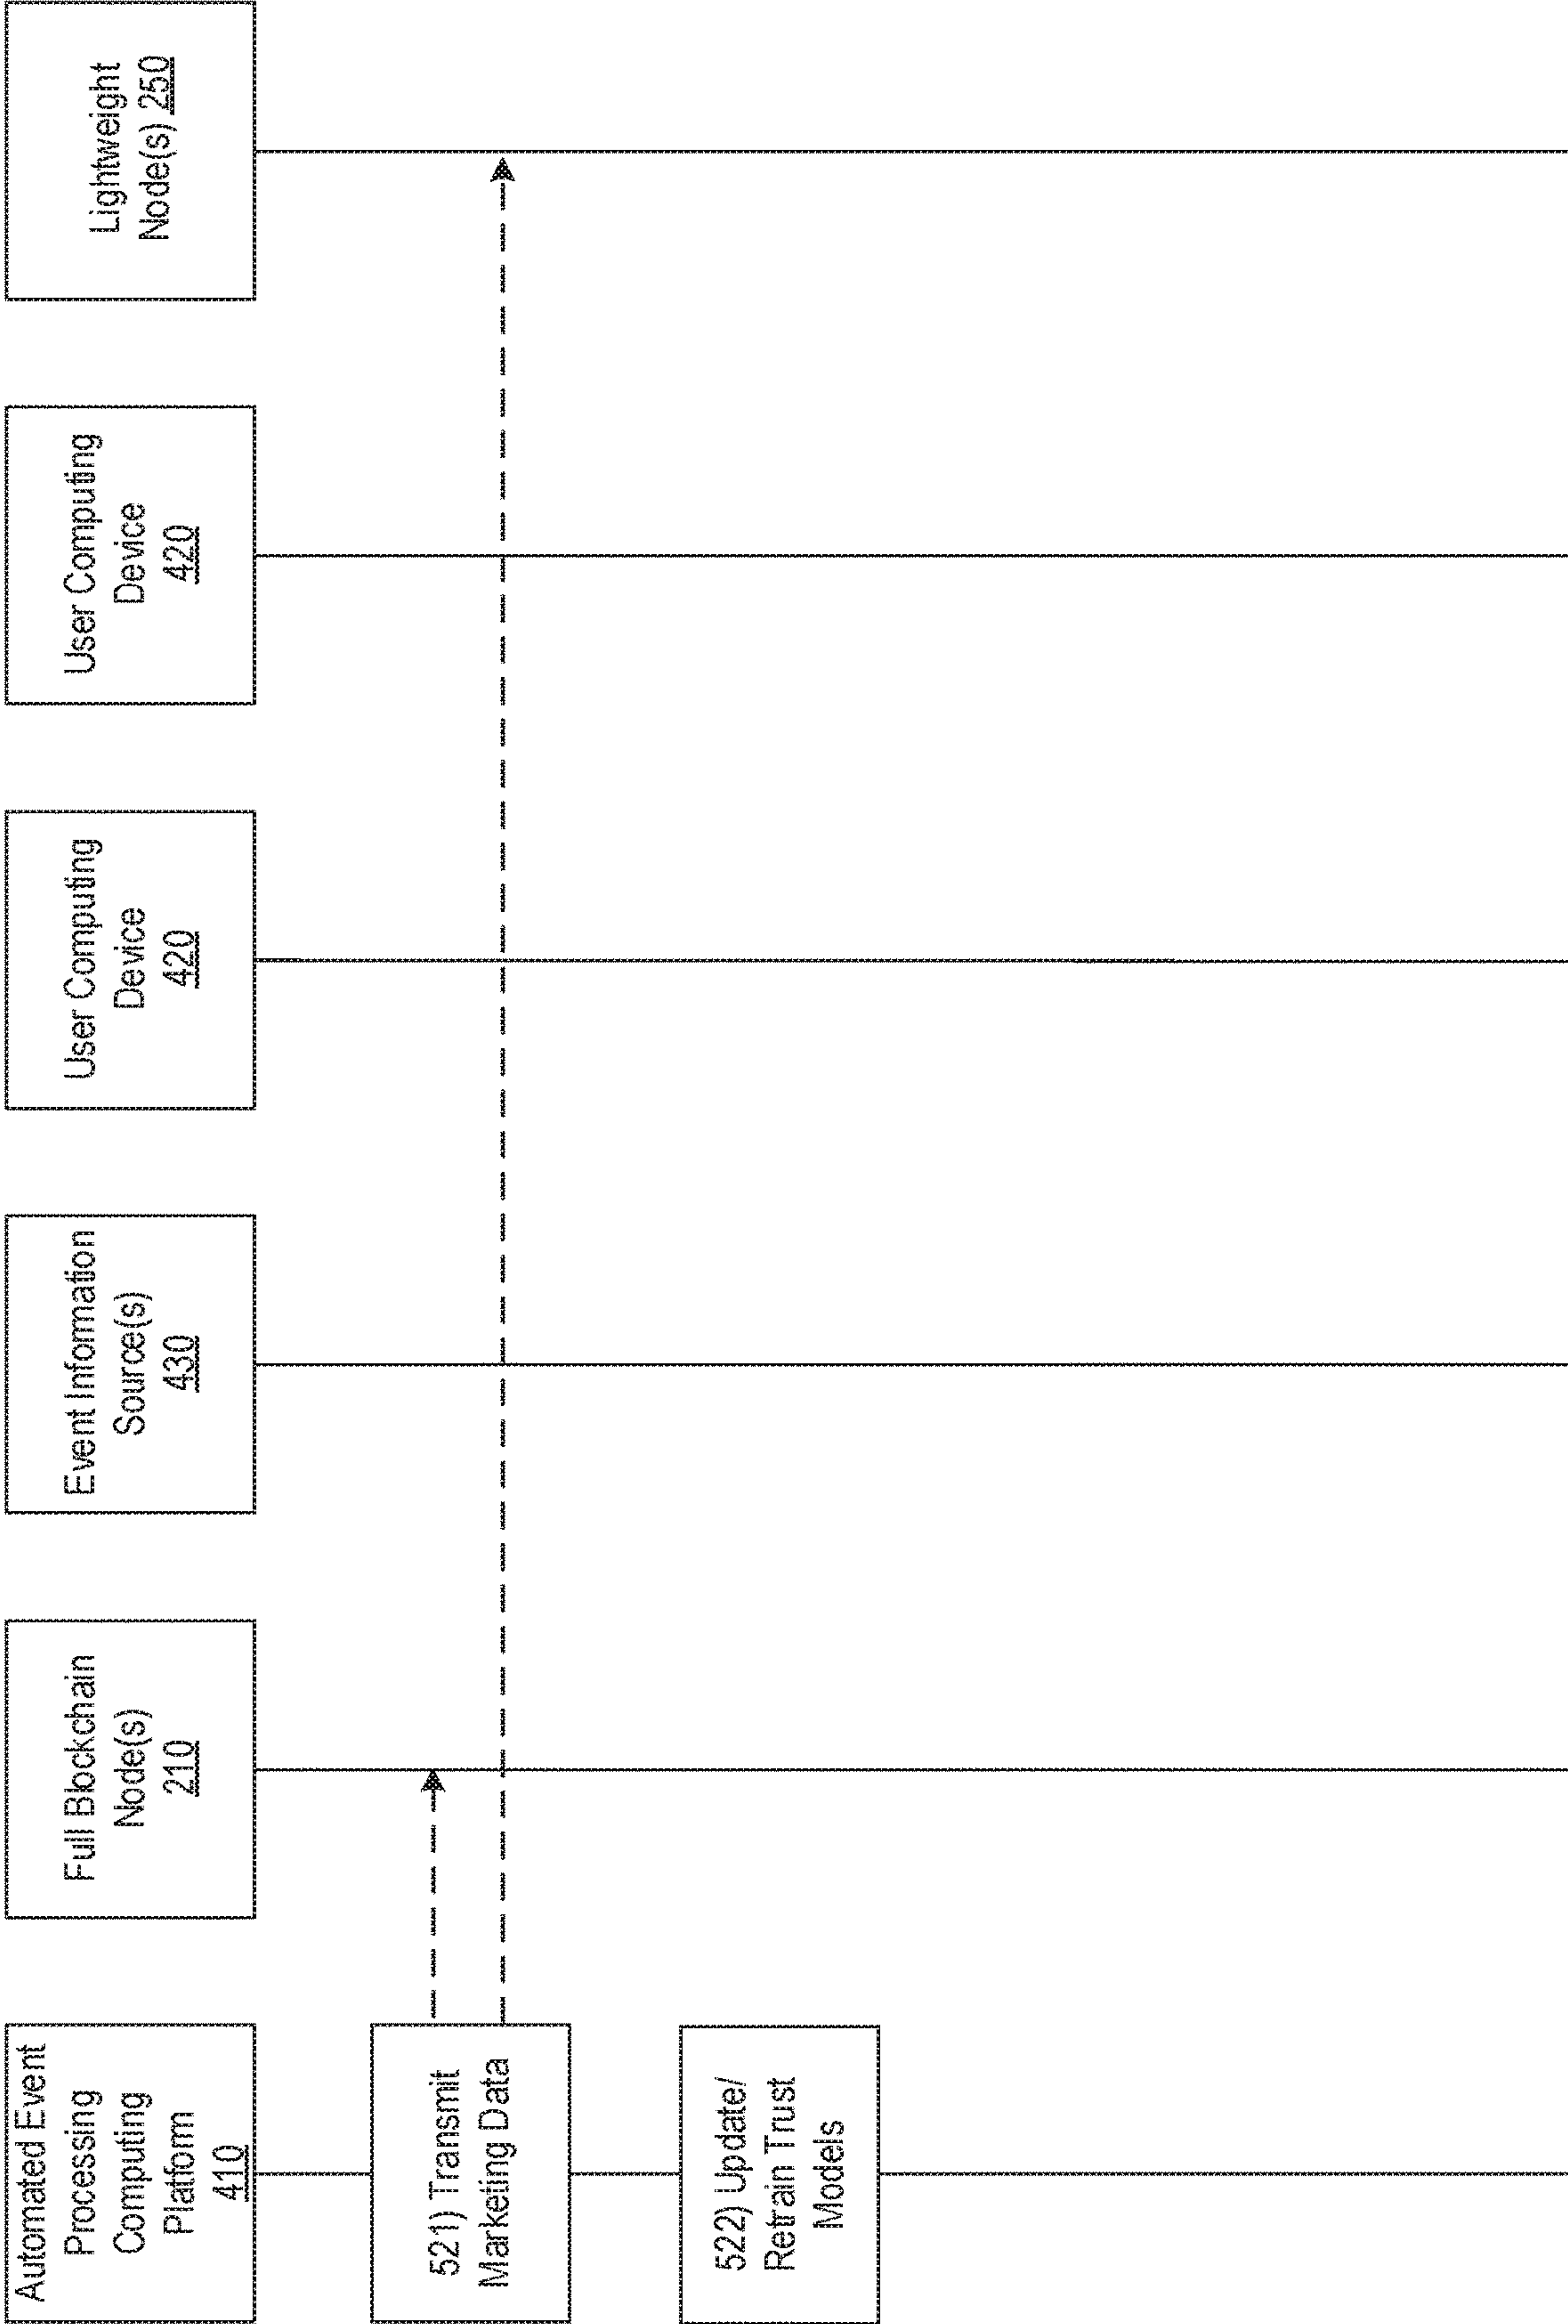 Automated Event
Processing
Computing
Platform
410
Full Blockchain
Node(s)
210
Event Information
Source(s)
430
User Computing
Device
420
User Computing
Device
420
Lightweight
Node(s) 250
521) Transmit
Marketing Data
522) Update/
Retrain Trust
Models